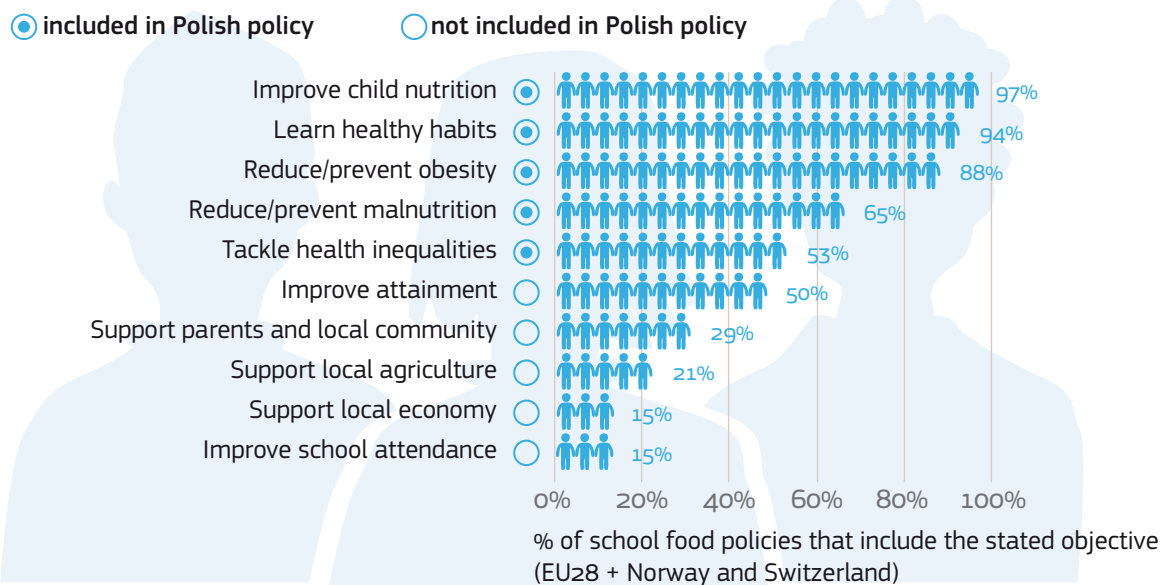 included in Polish policy
not included in Polish policy
Improve child nutrition 97%
Learn healthy habits 94%
Reduce/prevent obesity 88%
Reduce/prevent malnutrition 65%
Tackle health inequalities 53%
Improve attainment 50%
Support parents and local community 29%
Support local agriculture 21%
Support local economy 15%
Improve school attendance 15%
0% 20% 40% 60% 80% 100%
% of school food policies that include the stated objective
(EU28 + Norway and Switzerland)